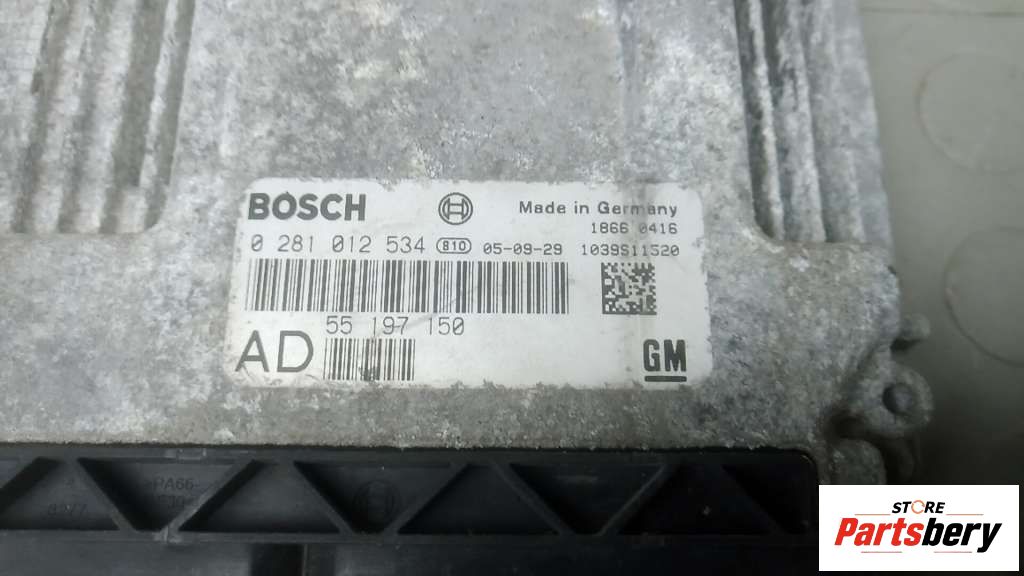 BOSCH
Made in Germany
1866 0416
0 281 012 534 810 05-09-29 1039S11520
55 197 150
AD
GM
PA66-
STORE
Partsbery